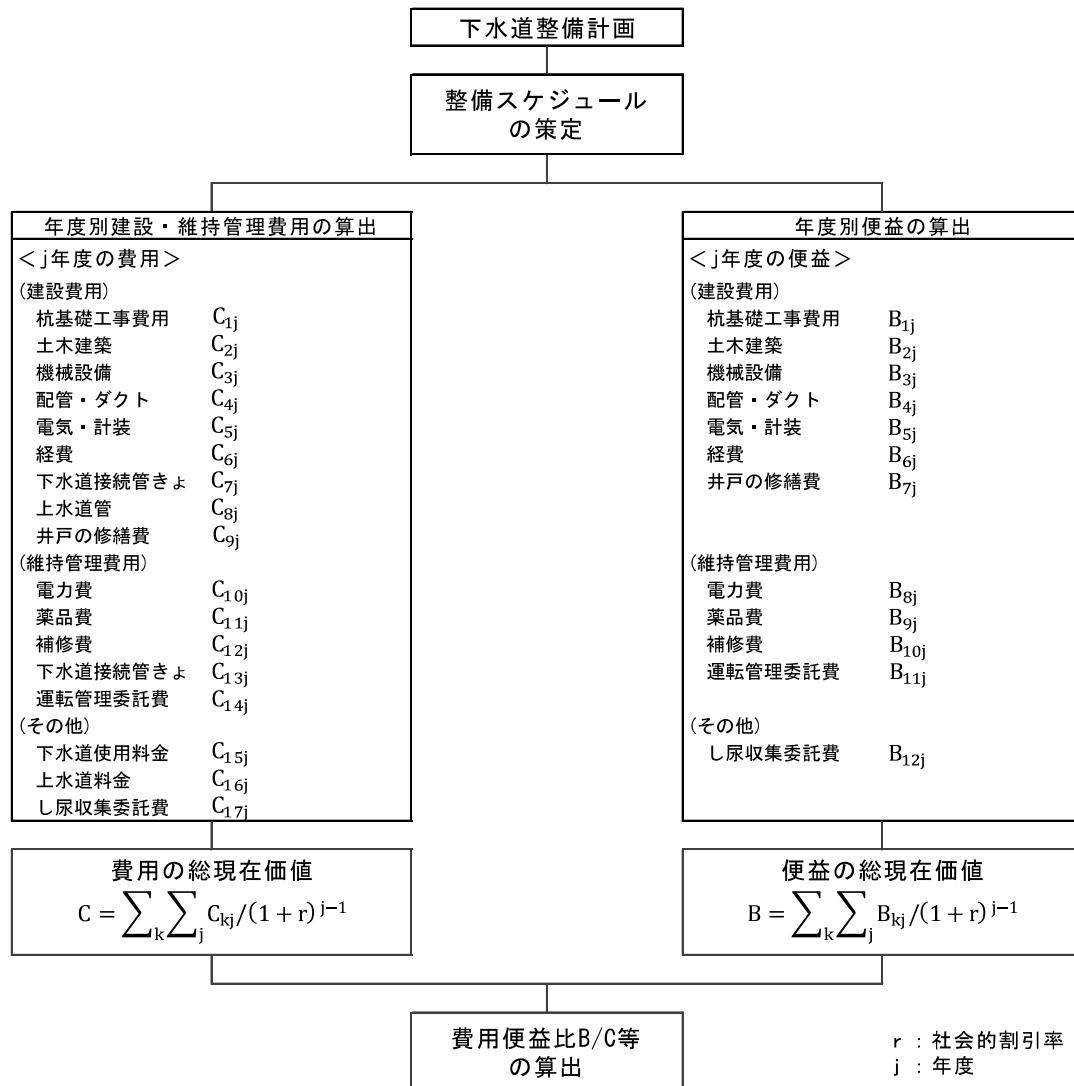 下水道整備計画
整備スケジュール
の策定
年度別建設・維持管理費用の算出
＜j年度の費用＞
(建設費用)
杭基礎工事費用 C1j
土木建築 C2j
機械設備 C3j
配管・ダクト C4j
電気・計装 C5j
経費 C6j
下水道接続管きょ C7j
上水道管 C8j
井戸の修繕費 C9j
(維持管理費用)
電力費 C10j
薬品費 C11j
補修費 C12j
下水道接続管きょ C13j
運転管理委託費 C14j
(その他)
下水道使用料金 C15j
上水道料金 C16j
し尿収集委託費 C17j
費用の総現在価値
C = ∑k∑j Ckj/(1 + r) j−1
年度別便益の算出
＜j年度の便益＞
(建設費用)
杭基礎工事費用 B1j
土木建築 B2j
機械設備 B3j
配管・ダクト B4j
電気・計装 B5j
経費 B6j
井戸の修繕費 B7j
(維持管理費用)
電力費 B8j
薬品費 B9j
補修費 B10j
運転管理委託費 B11j
(その他)
し尿収集委託費 B12j
便益の総現在価値
B = ∑k∑j Bkj/(1 + r) j−1
費用便益比B/C等
の算出
r ：社会的割引率
j ：年度